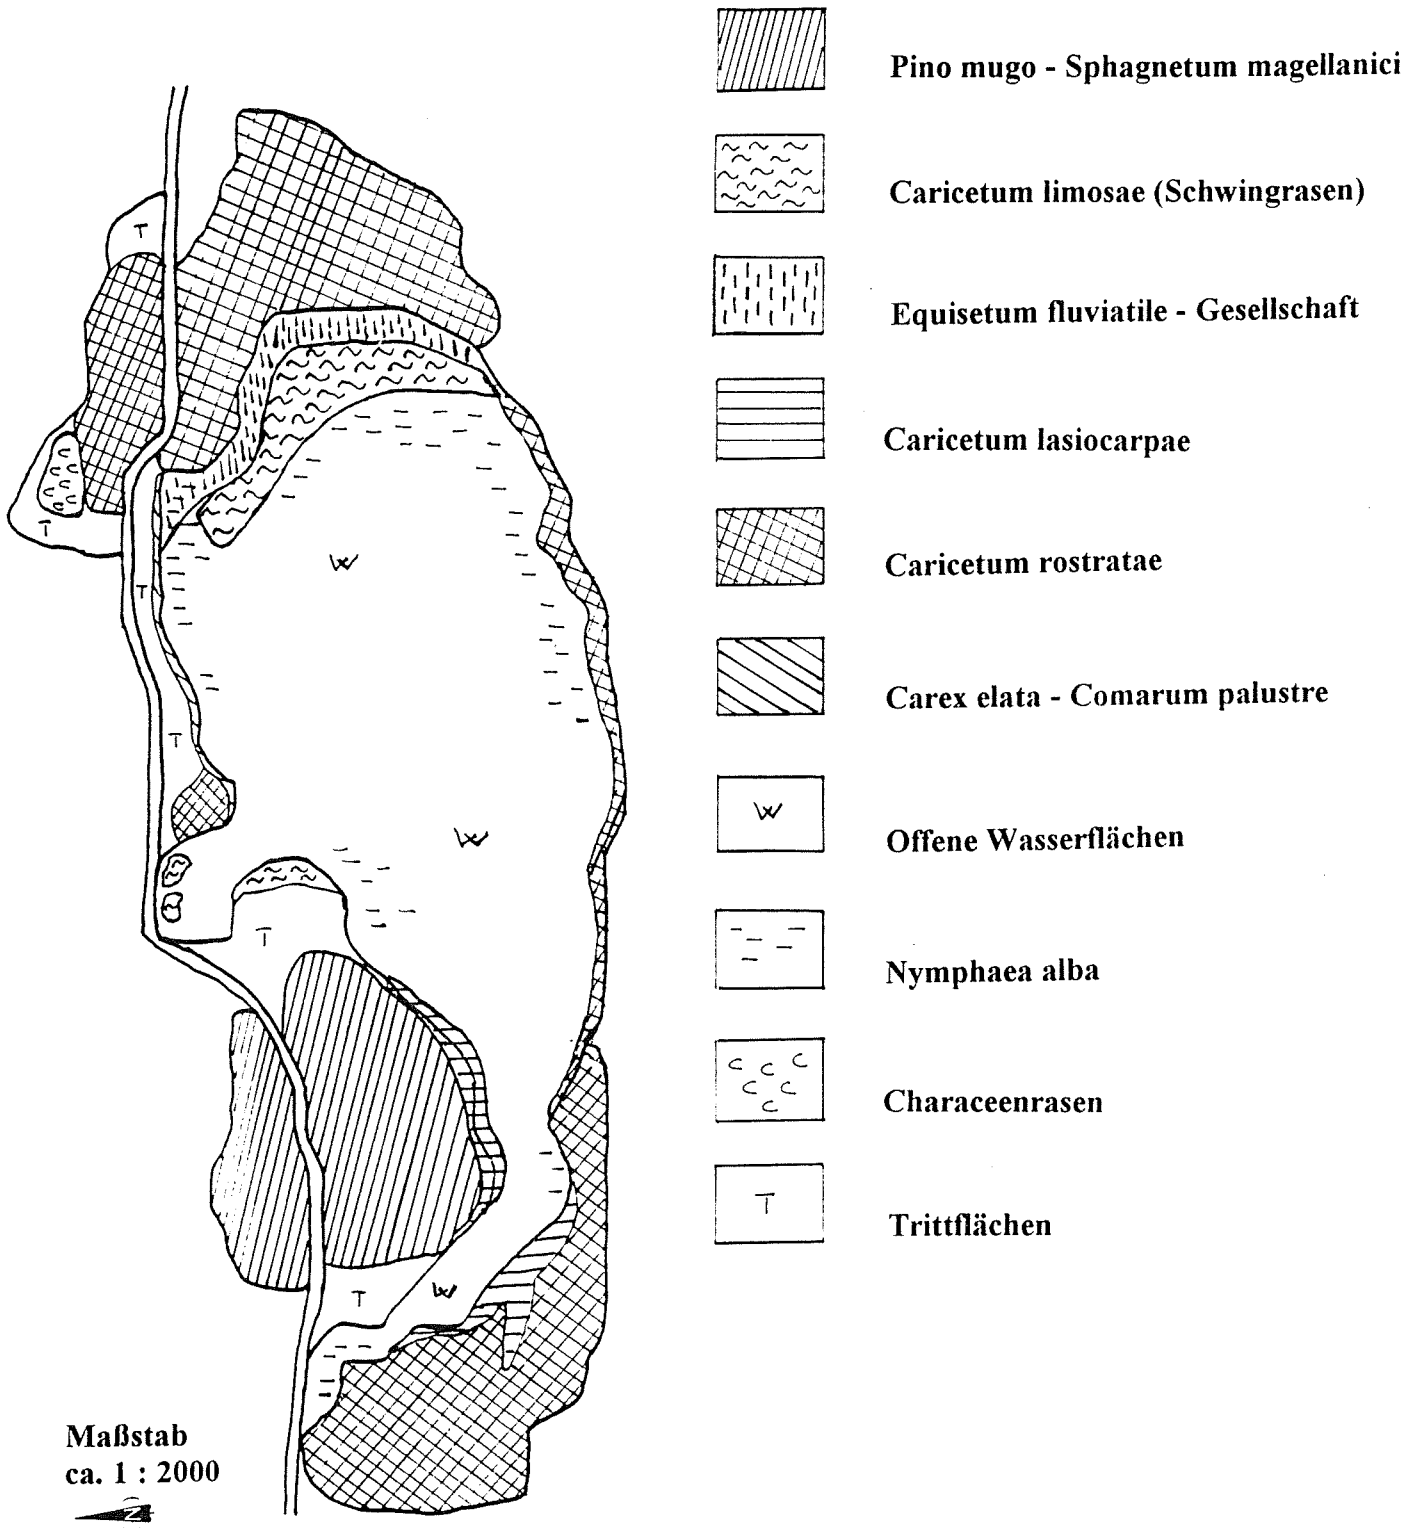 Pino mugo - Sphagnetum magellanici
Caricetum limosae (Schwingrasen)
T
Equisetum fluviatile - Gesellschaft
Caricetum lasiocarpae
T
W
Caricetum rostratae
T
Carex elata - Comarum palustre
T
W
W
Offene Wasserflächen
T
Nymphaea alba
Characeenrasen
T
Trittflächen
T
W
Maßstab
ca. 1 : 2000
N